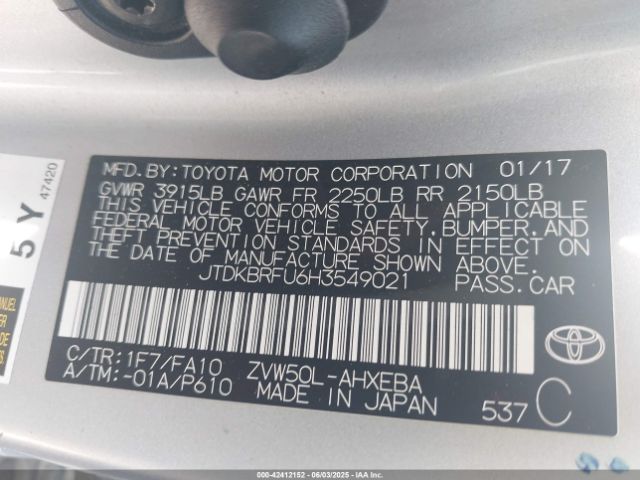 MFD.BY:TOYOTA MOTOR CORPORATION 01/17
GVWR 3915LB GAWR FR 2250LB RR 2150LB
THIS VEHICLE CONFORMS TO ALL APPLICABLE
FEDERAL MOTOR VEHICLE SAFETY,BUMPER,AND
THEFT PREVENTION STANDARDS IN EFFECT ON
THE DATE OF MANUFACTURE SHOWN ABOVE.
JTDKBRFU6H3549021 PASS.CAR
C/TR:1F7/FA10 ZVW50L-AHXEBA
A/TM:-01A/P610 MADE IN JAPAN 537 C
5 Y 47420
MANUEL
00-42412152 - 06/03/2025 - IAA Inc.